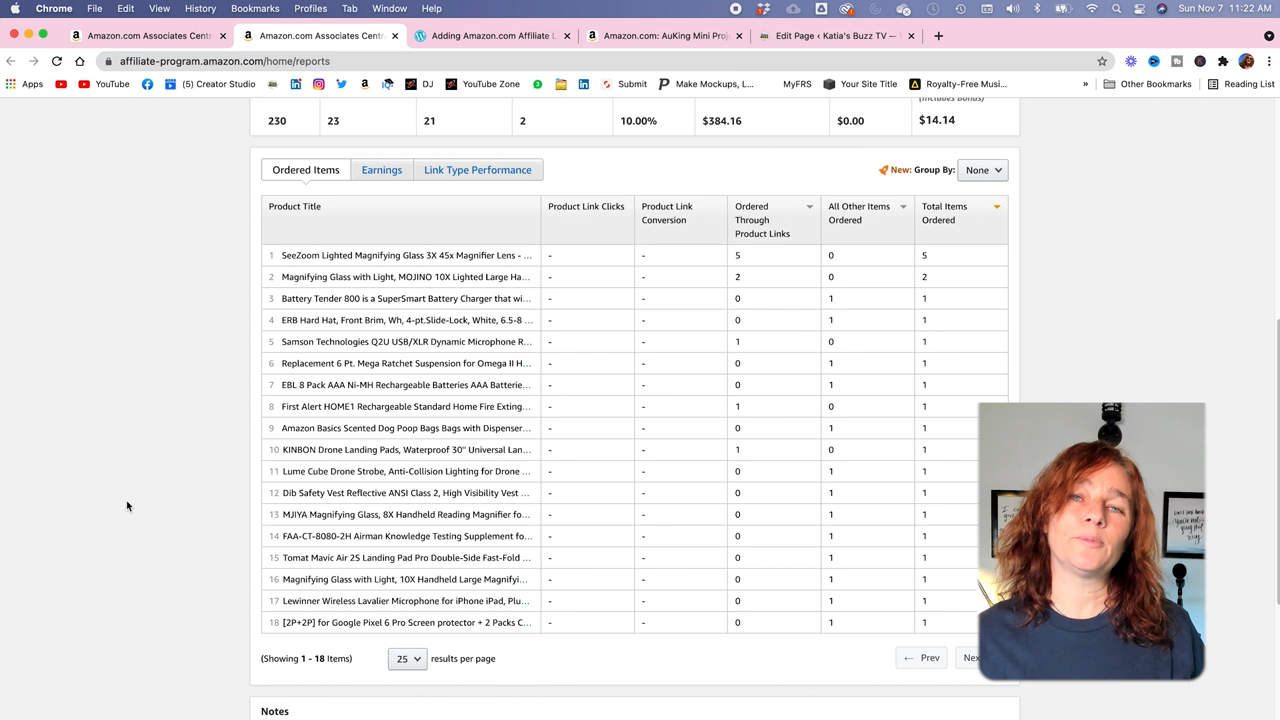 Chrome File Edit View History Bookmarks Profiles Tab Window Help Sun Nov 7 11:22 AM
Amazon.com Associates Centr Amazon.com Associates Centr Adding Amazon.com Affiliate L Amazon.com: AuKing Mini Proj Edit Page ‹ Katia's Buzz TV —
affiliate-program.amazon.com/home/reports
Apps YouTube (5) Creator Studio DJ YouTube Zone Submit Make Mockups, L... MyFRS Your Site Title Royalty-Free Musi... » Other Bookmarks Reading List
(includes Bonus)
230 23 21 2 10.00% $384.16 $0.00 $14.14
Ordered Items Earnings Link Type Performance New: Group By: None
Product Title Product Link Clicks Product Link Conversion Ordered Through Product Links All Other Items Ordered Total Items Ordered
1 SeeZoom Lighted Magnifying Glass 3X 45x Magnifier Lens - ... - - 5 0 5
2 Magnifying Glass with Light, MOJINO 10X Lighted Large Ha... - - 2 0 2
3 Battery Tender 800 is a SuperSmart Battery Charger that wi... - - 0 1 1
4 ERB Hard Hat, Front Brim, Wh, 4-pt.Slide-Lock, White, 6.5-8 ... - - 0 1 1
5 Samson Technologies Q2U USB/XLR Dynamic Microphone R... - - 1 0 1
6 Replacement 6 Pt. Mega Ratchet Suspension for Omega II H... - - 0 1 1
7 EBL 8 Pack AAA Ni-MH Rechargeable Batteries AAA Batterie... - - 0 1 1
8 First Alert HOME1 Rechargeable Standard Home Fire Exting... - - 1 0 1
9 Amazon Basics Scented Dog Poop Bags Bags with Dispenser... - - 0 1 1
10 KINBON Drone Landing Pads, Waterproof 30'' Universal Lan... - - 1 0 1
11 Lume Cube Drone Strobe, Anti-Collision Lighting for Drone ... - - 0 1 1
12 Dib Safety Vest Reflective ANSI Class 2, High Visibility Vest ... - - 0 1 1
13 MJIYA Magnifying Glass, 8X Handheld Reading Magnifier fo... - - 0 1 1
14 FAA-CT-8080-2H Airman Knowledge Testing Supplement fo... - - 0 1 1
15 Tomat Mavic Air 2S Landing Pad Pro Double-Side Fast-Fold ... - - 0 1 1
16 Magnifying Glass with Light, 10X Handheld Large Magnifyi... - - 0 1 1
17 Lewinner Wireless Lavalier Microphone for iPhone iPad, Plu... - - 0 1 1
18 [2P+2P] for Google Pixel 6 Pro Screen protector + 2 Packs C... - - 0 1 1
(Showing 1 - 18 Items) 25 results per page ← Prev Nex
Notes